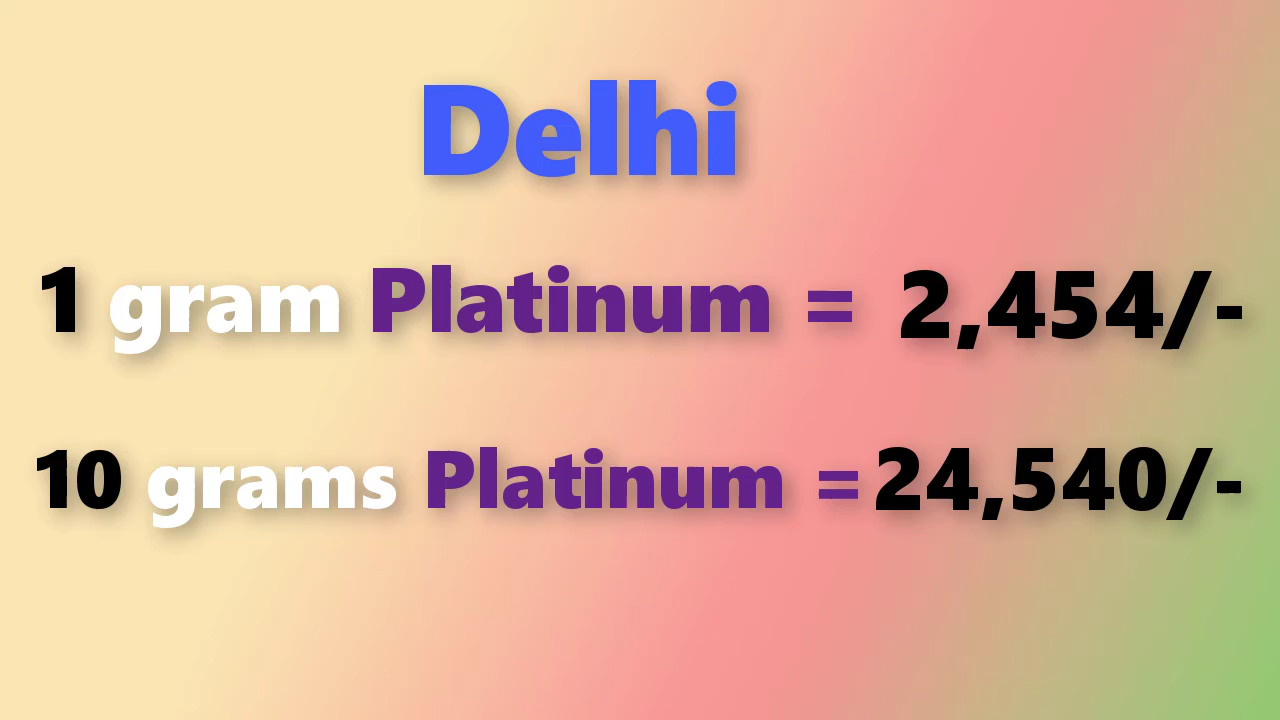 Delhi
1 gram Platinum = 2,454/-
10 grams Platinum = 24,540/-